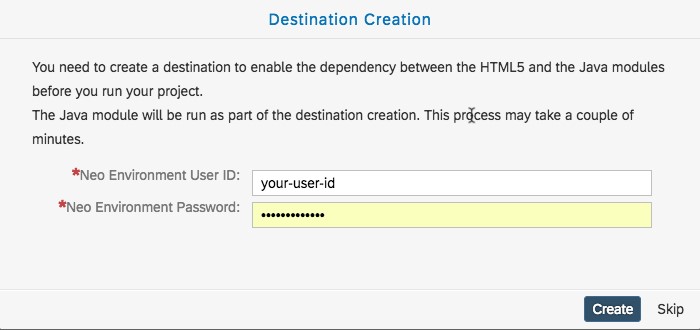 Destination Creation
You need to create a destination to enable the dependency between the HTML5 and the Java modules
before you run your project.
The Java module will be run as part of the destination creation. This process may take a couple of
minutes.
*Neo Environment User ID: your-user-id
*Neo Environment Password: •••••••••••••
Create Skip